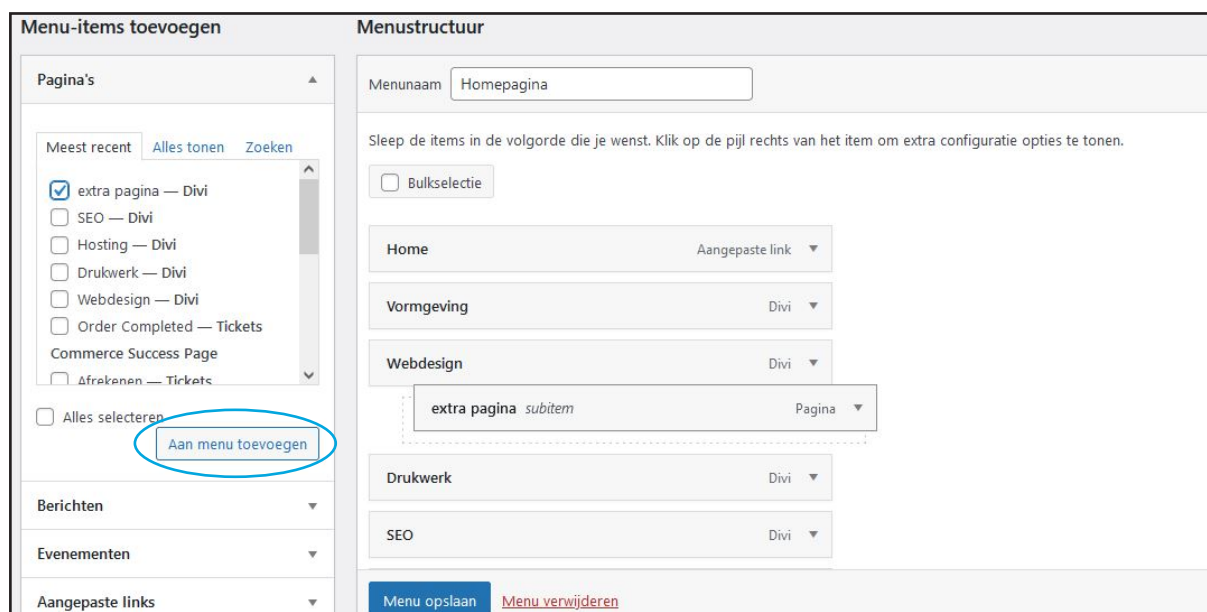 Menu-items toevoegen
Pagina's
Meest recent Alles tonen Zoeken
extra pagina — Divi
SEO — Divi
Hosting — Divi
Drukwerk — Divi
Webdesign — Divi
Order Completed — Tickets
Commerce Success Page
Afrekenen — Tickets
Alles selecteren
Aan menu toevoegen
Berichten
Evenementen
Aangepaste links
Menustructuur
Menunaam Homepagina
Sleep de items in de volgorde die je wenst. Klik op de pijl rechts van het item om extra configuratie opties te tonen.
Bulkselectie
Home Aangepaste link
Vormgeving Divi
Webdesign Divi
extra pagina subitem Pagina
Drukwerk Divi
SEO Divi
Menu opslaan Menu verwijderen